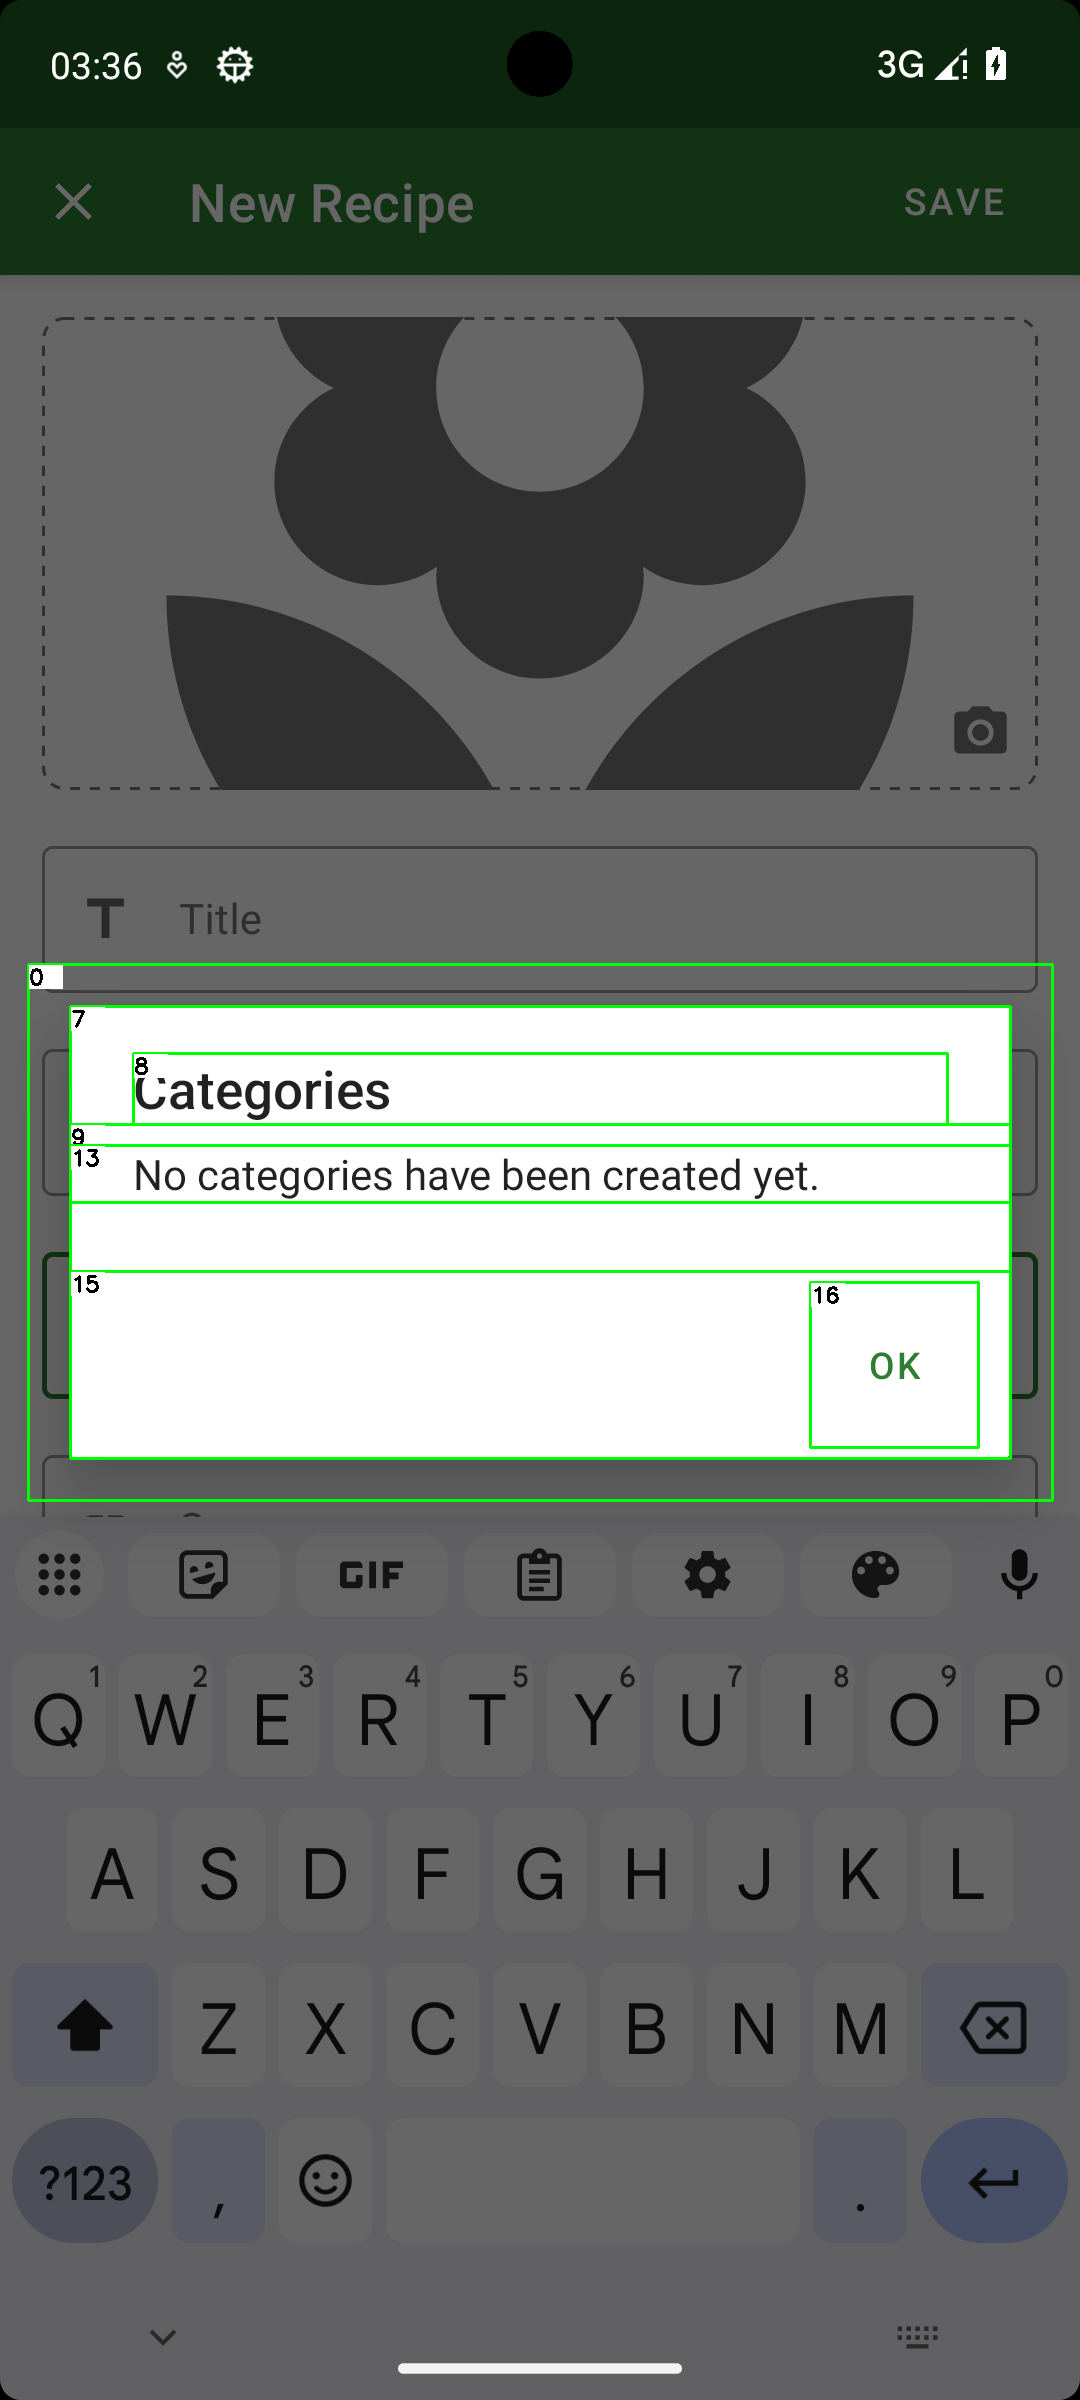 03:36
3G
New Recipe
SAVE
Title
0
7
8
Categories
9
13
No categories have been created yet.
15
16
OK
GIF
Q1 W2 E3 R4 T5 Y6 U7 I8 O9 P0
A S D F G H J K L
Z X C V B N M
?123 , .